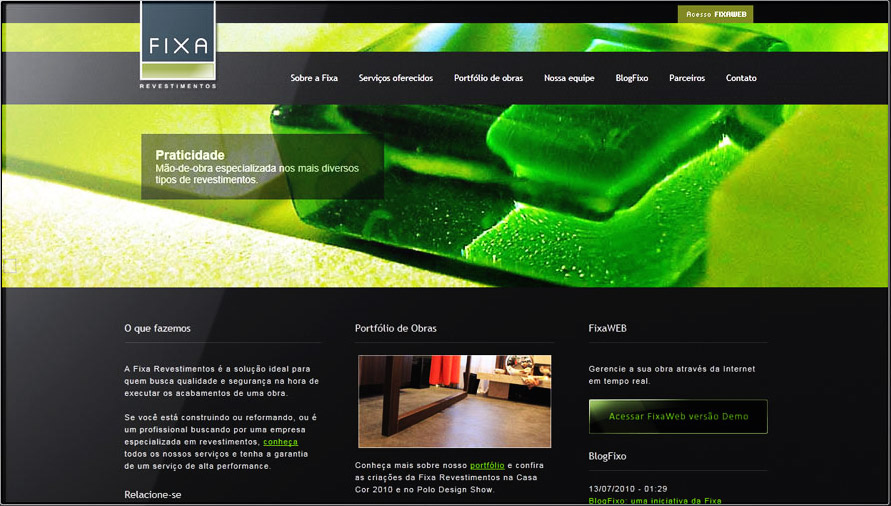 Acesso FIXAWEB
FIXA
REVESTIMENTOS
Sobre a Fixa
Serviços oferecidos
Portfólio de obras
Nossa equipe
BlogFixo
Parceiros
Contato
Praticidade
Mão-de-obra especializada nos mais diversos
tipos de revestimentos.
O que fazemos
A Fixa Revestimentos é a solução ideal para
quem busca qualidade e segurança na hora de
executar os acabamentos de uma obra.
Se você está construindo ou reformando, ou é
um profissional buscando por uma empresa
especializada em revestimentos, conheça
todos os nossos serviços e tenha a garantia
de um serviço de alta performance.
Relacione-se
Portfólio de Obras
Conheça mais sobre nosso portfólio e confira
as criações da Fixa Revestimentos na Casa
Cor 2010 e no Polo Design Show.
FixaWEB
Gerencie a sua obra através da Internet
em tempo real.
Acessar FixaWeb versão Demo
BlogFixo
13/07/2010 - 01:29
BlogFixo: uma iniciativa da Fixa